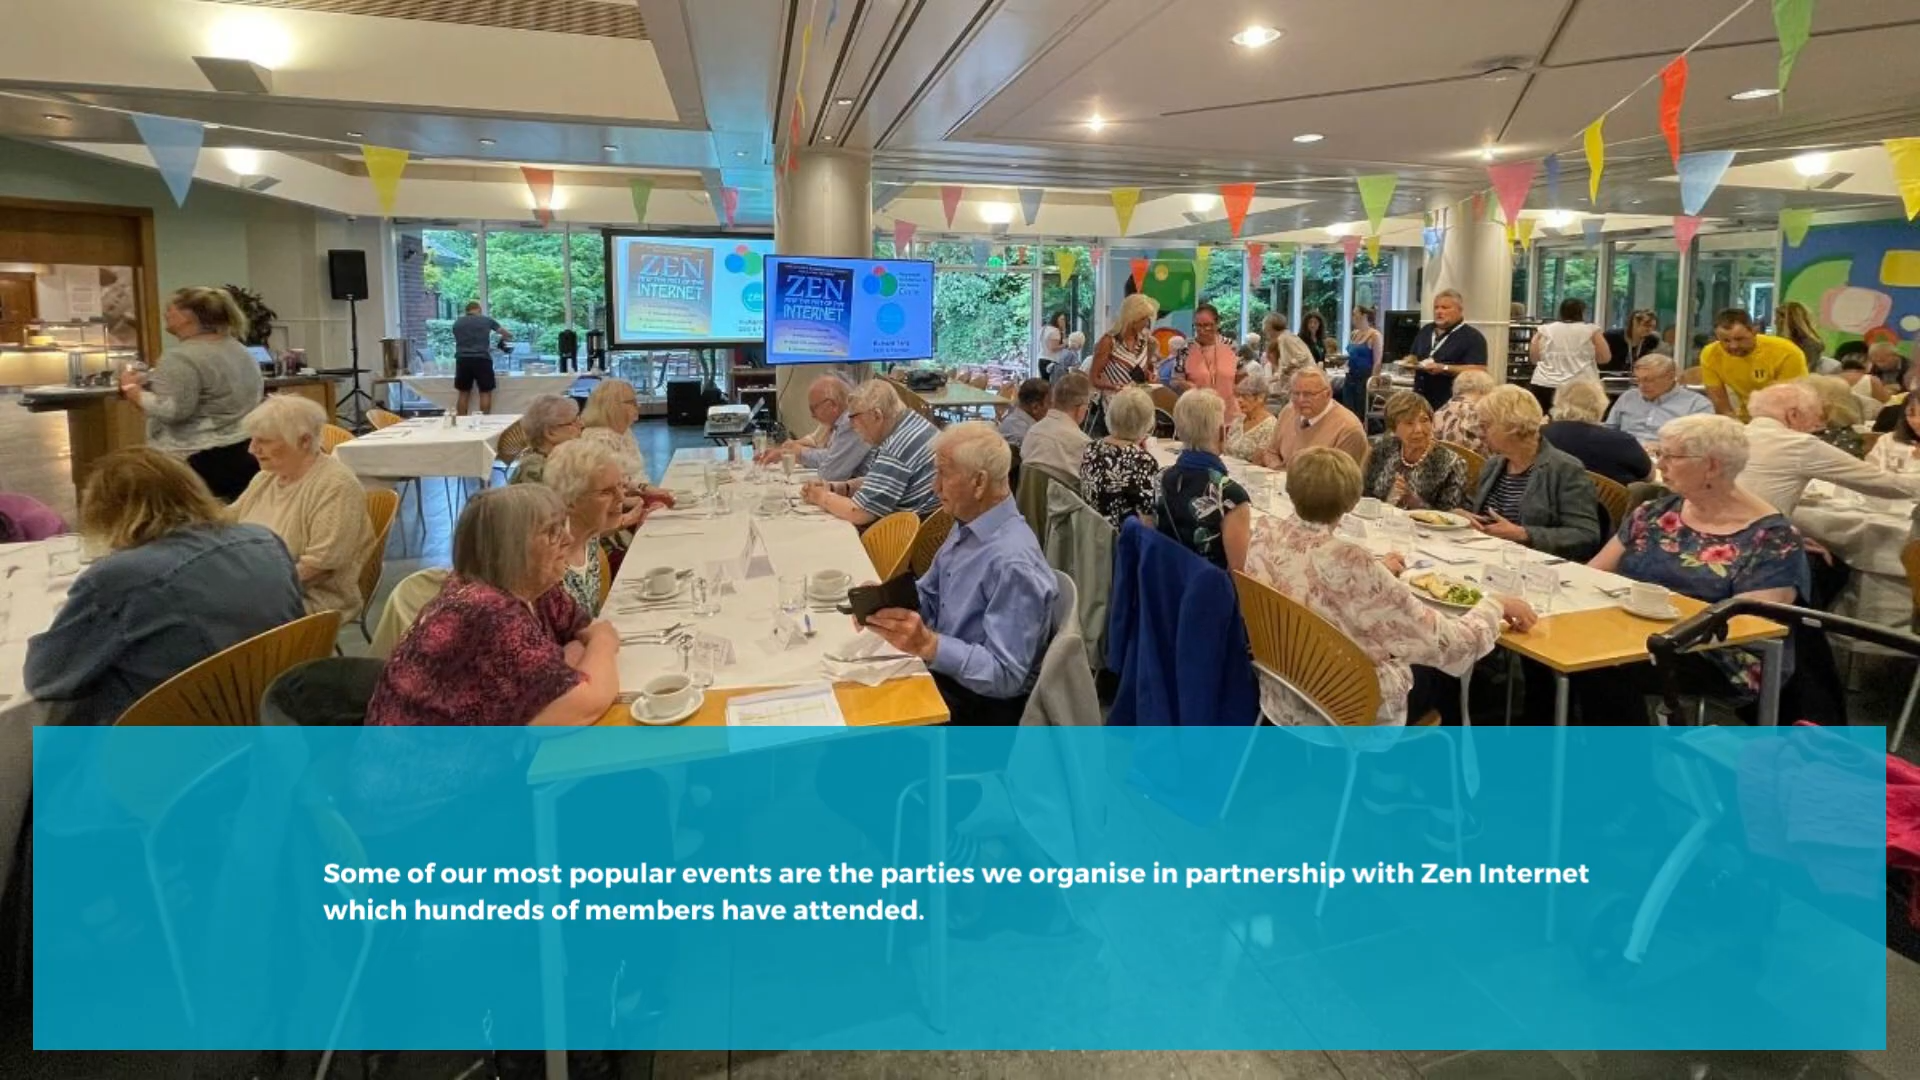 ZEN
INTERNET
ZEN
INTERNET
Some of our most popular events are the parties we organise in partnership with Zen Internet
which hundreds of members have attended.